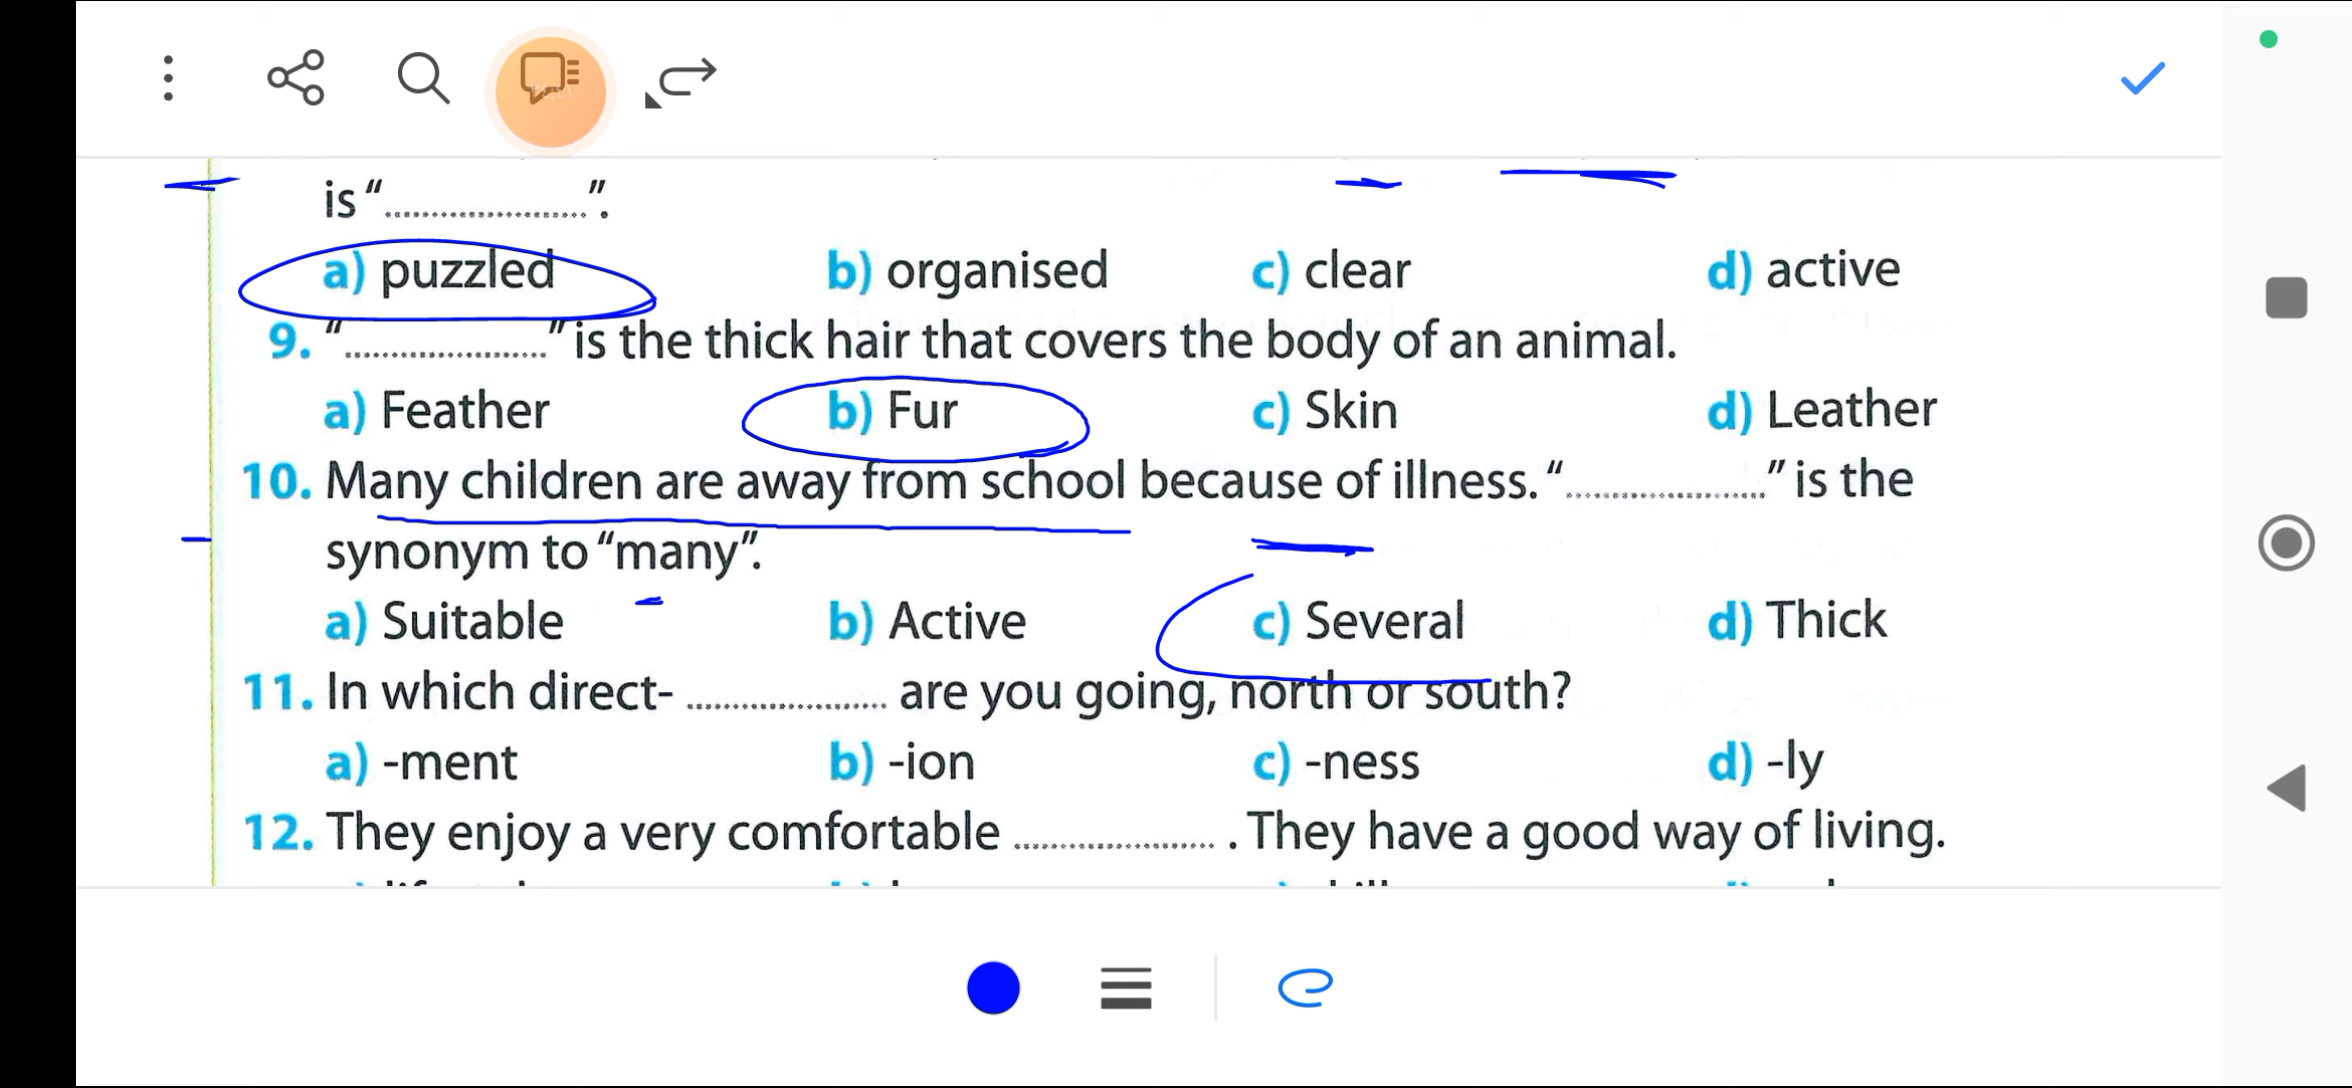 is “.....................”.
a) puzzled b) organised c) clear d) active
9. “.....................” is the thick hair that covers the body of an animal.
a) Feather b) Fur c) Skin d) Leather
10. Many children are away from school because of illness. “.....................” is the
synonym to “many”.
a) Suitable b) Active c) Several d) Thick
11. In which direct- ..................... are you going, north or south?
a) -ment b) -ion c) -ness d) -ly
12. They enjoy a very comfortable ..................... . They have a good way of living.